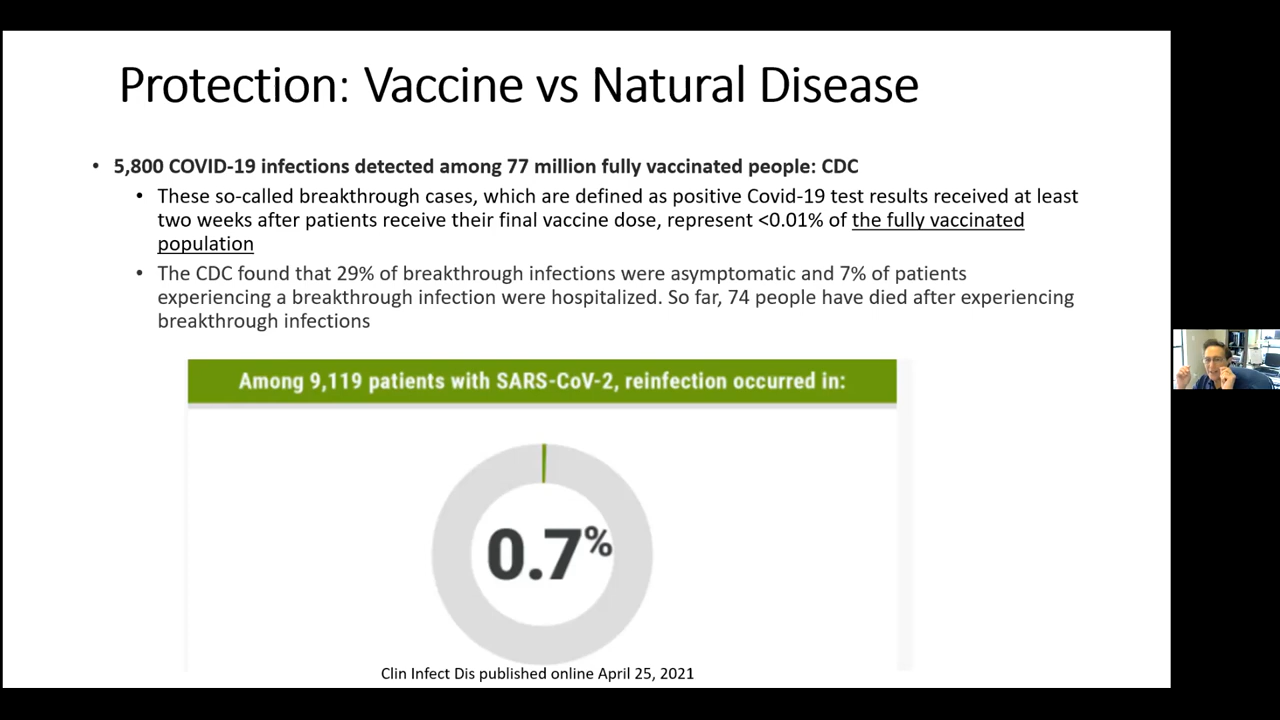 Protection: Vaccine vs Natural Disease
• 5,800 COVID-19 infections detected among 77 million fully vaccinated people: CDC
• These so-called breakthrough cases, which are defined as positive Covid-19 test results received at least
two weeks after patients receive their final vaccine dose, represent <0.01% of the fully vaccinated
population
• The CDC found that 29% of breakthrough infections were asymptomatic and 7% of patients
experiencing a breakthrough infection were hospitalized. So far, 74 people have died after experiencing
breakthrough infections
Among 9,119 patients with SARS-CoV-2, reinfection occurred in:
0.7%
Clin Infect Dis published online April 25, 2021